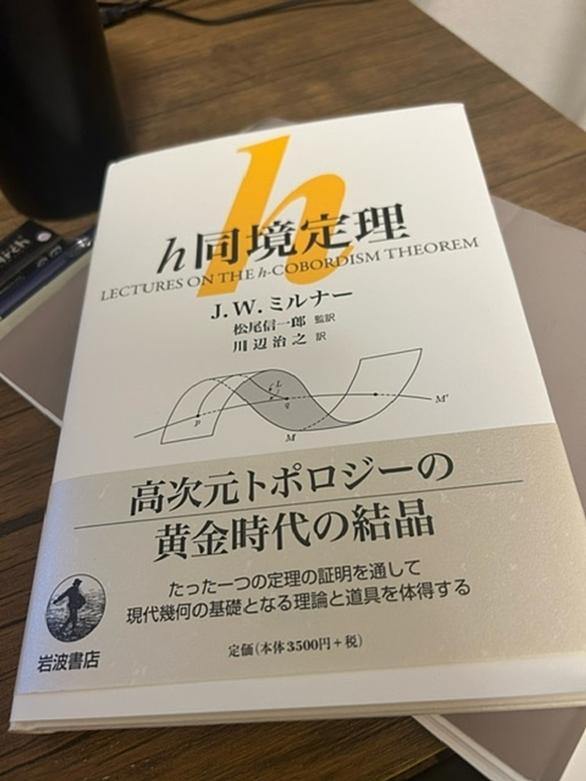 h
h同境定理
LECTURES ON THE h-COBORDISM THEOREM
J.W.ミルナー
松尾信一郎 監訳
川辺治之 訳
L
p
q
M
M'
高次元トポロジーの
黄金時代の結晶
たった一つの定理の証明を通して
現代幾何の基礎となる理論と道具を体得する
岩波書店
定価(本体3500円+税)